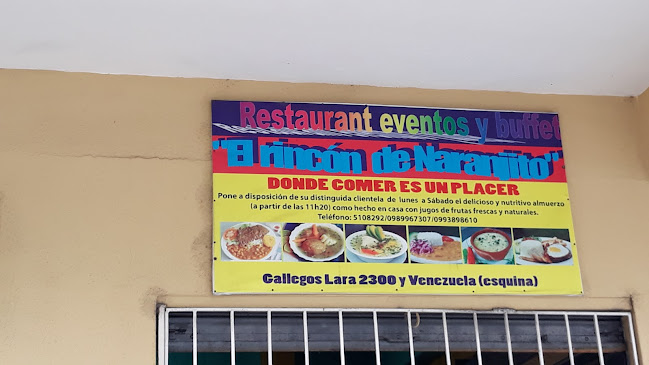 Restaurant eventos y buffet
"El rincón de Naranjito"
DONDE COMER ES UN PLACER
Pone a disposición de su distinguida clientela de lunes a Sábado el delicioso y nutritivo almuerzo
(a partir de las 11h20) como hecho en casa con jugos de frutas frescas y naturales.
Teléfono: 5108292/0989967307/0993898610
Gallegos Lara 2300 y Venezuela (esquina)